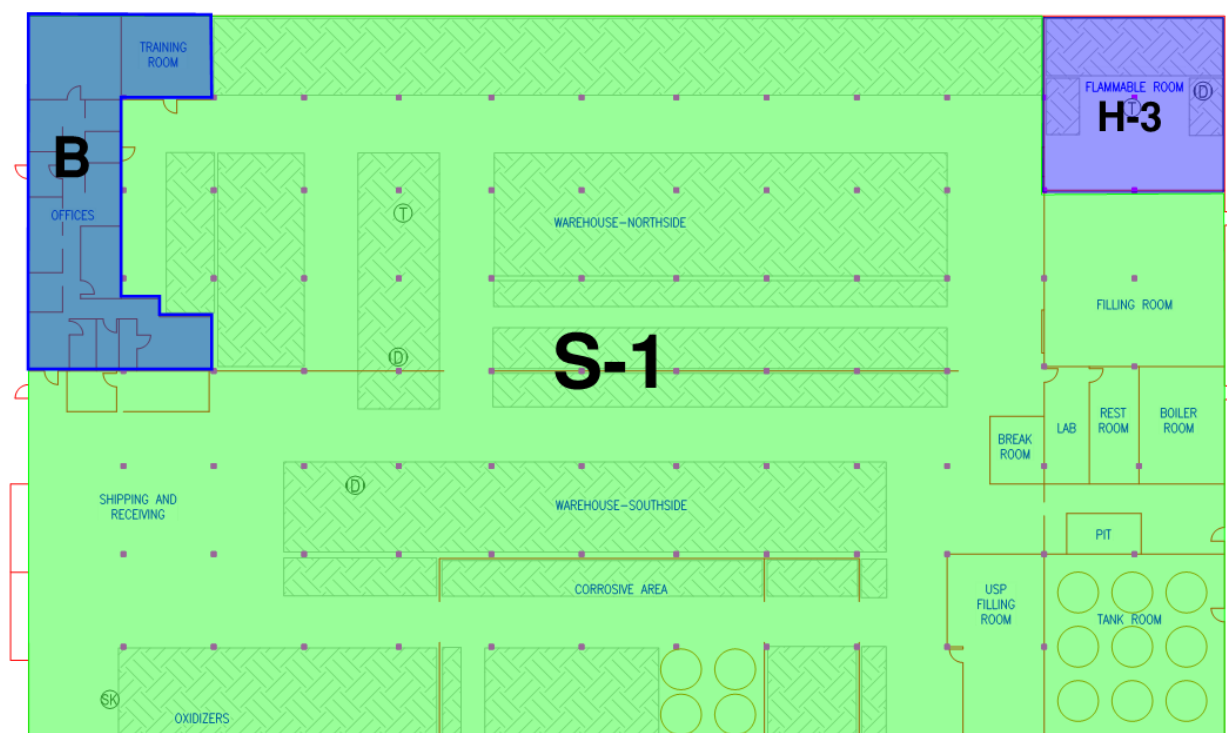 TRAINING
ROOM
FLAMMABLE ROOM
D
T
H-3
B
OFFICES
T
WAREHOUSE-NORTHSIDE
FILLING ROOM
D
S-1
BREAK
ROOM
LAB
REST
ROOM
BOILER
ROOM
SHIPPING AND
RECEIVING
D
WAREHOUSE-SOUTHSIDE
PIT
CORROSIVE AREA
USP
FILLING
ROOM
TANK ROOM
SK
OXIDIZERS